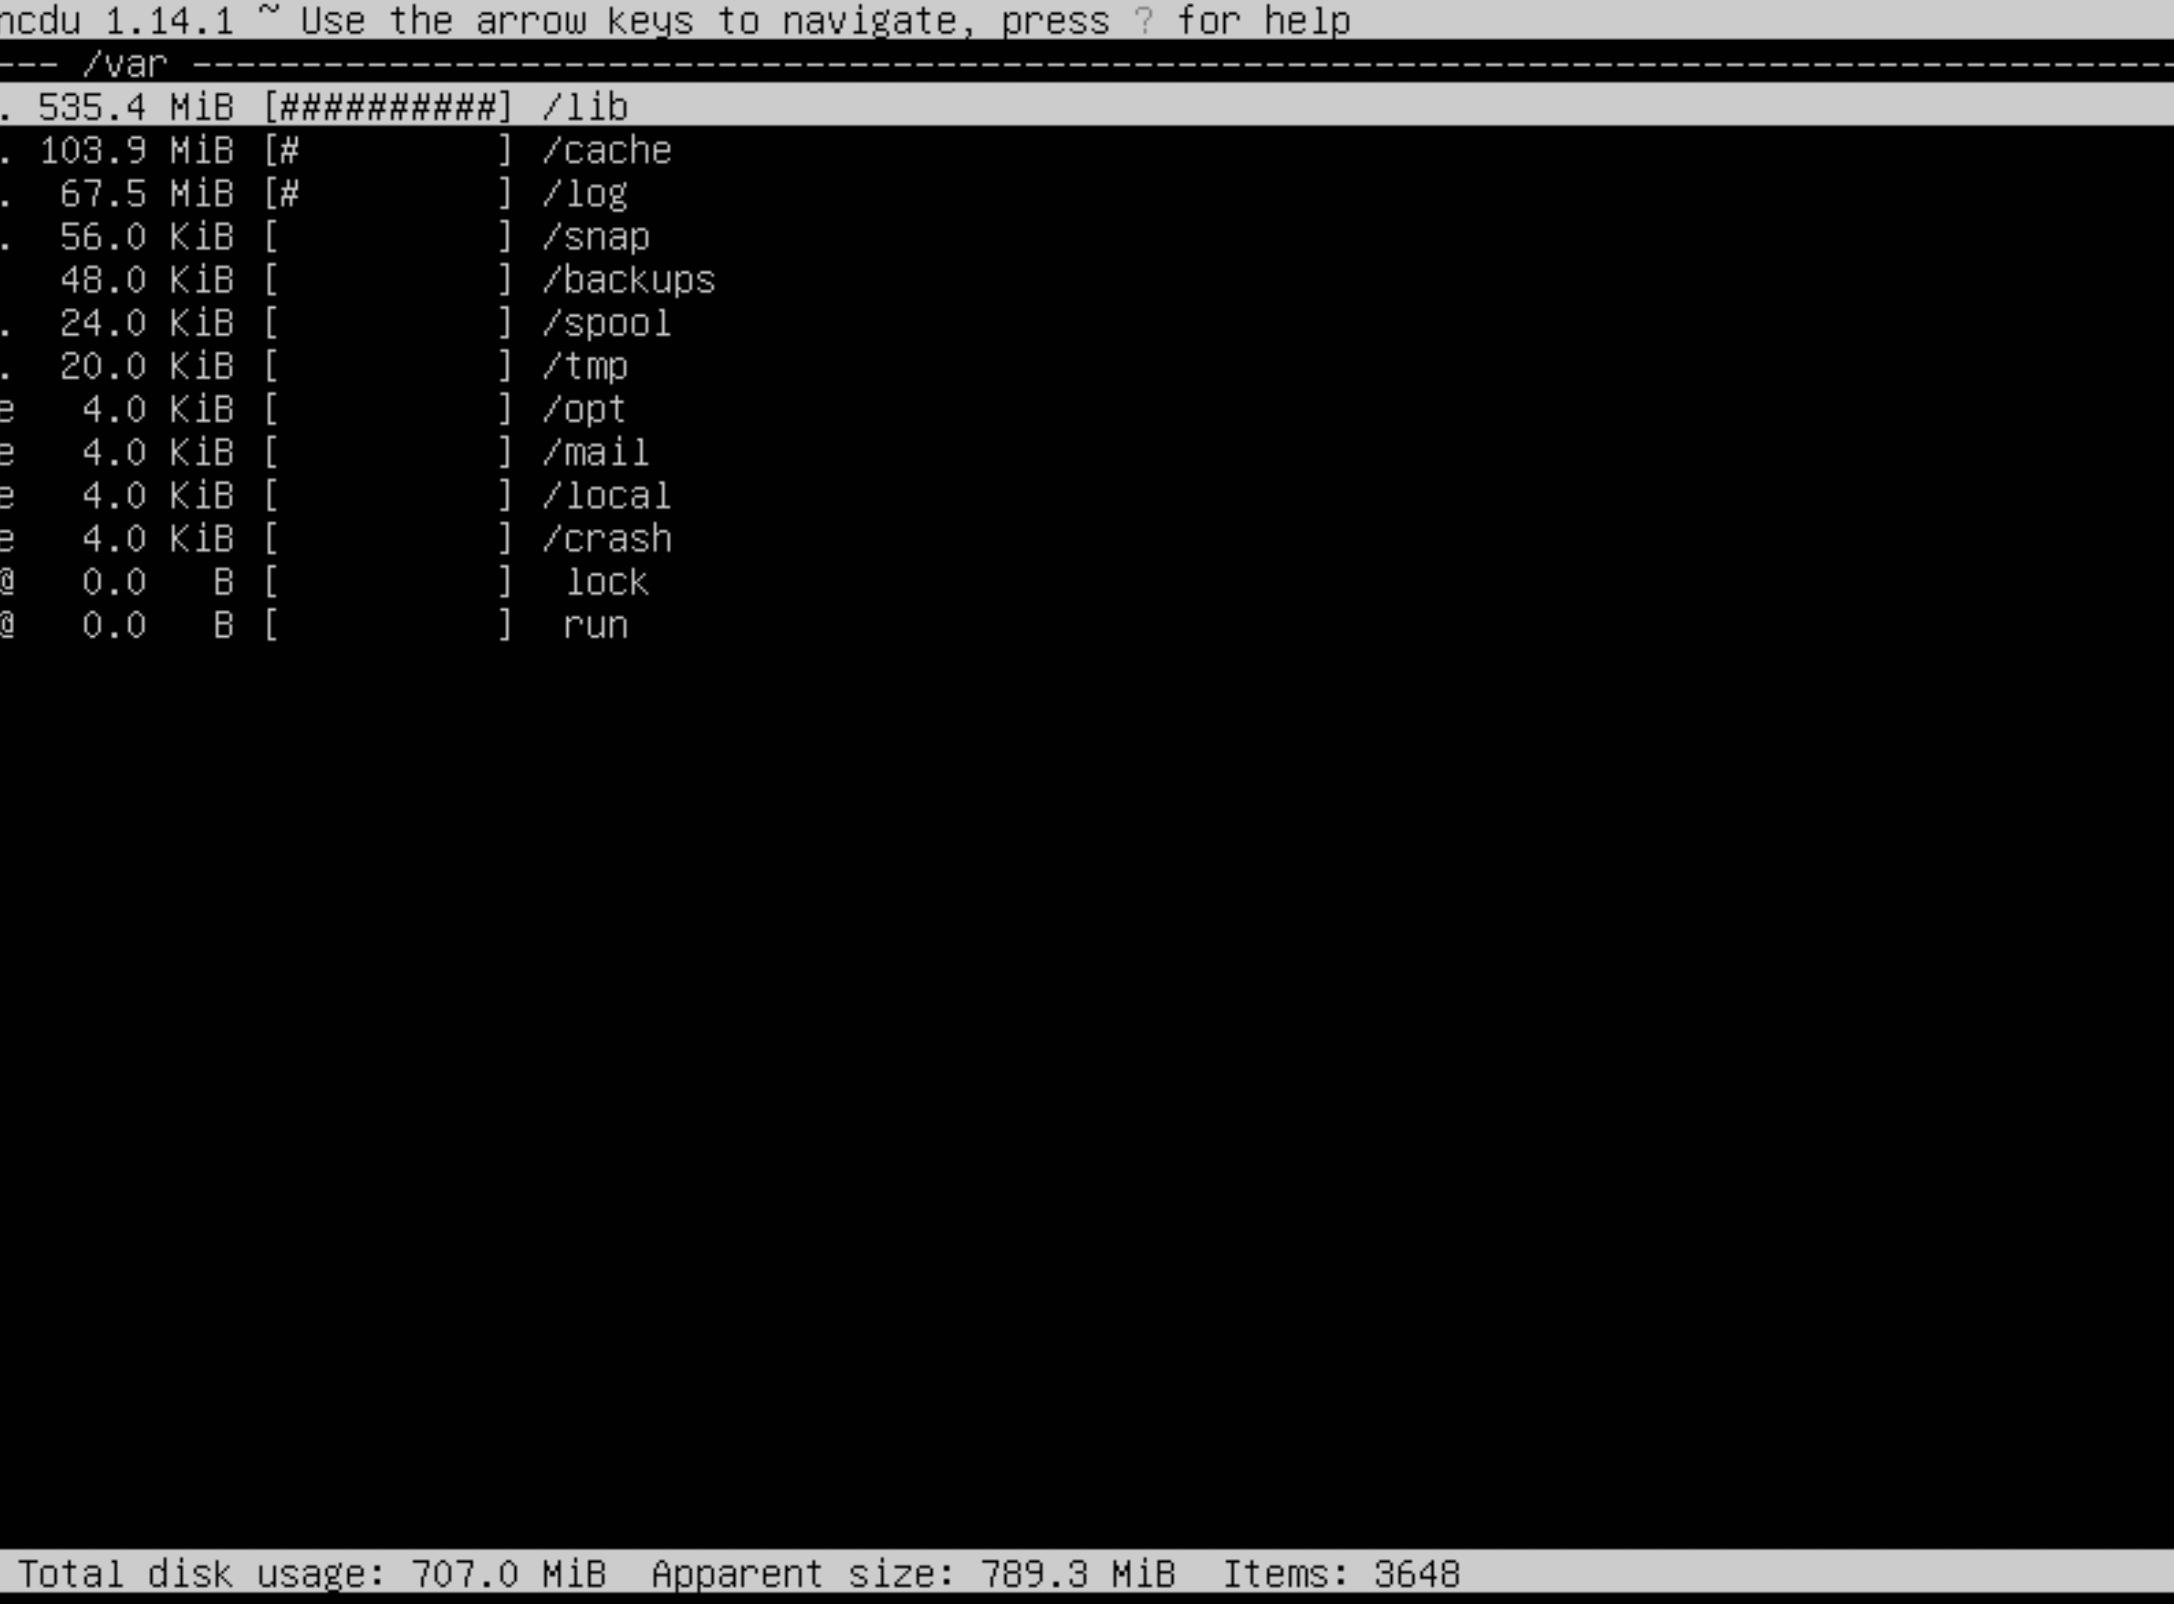 ncdu 1.14.1 ~ Use the arrow keys to navigate, press ? for help
--- /var ------------------------------------------------------------------------------------------
. 535.4 MiB [##########] /lib
. 103.9 MiB [#         ] /cache
.  67.5 MiB [#         ] /log
.  56.0 KiB [          ] /snap
   48.0 KiB [          ] /backups
.  24.0 KiB [          ] /spool
.  20.0 KiB [          ] /tmp
e   4.0 KiB [          ] /opt
e   4.0 KiB [          ] /mail
e   4.0 KiB [          ] /local
e   4.0 KiB [          ] /crash
@   0.0   B [          ]  lock
@   0.0   B [          ]  run
Total disk usage: 707.0 MiB  Apparent size: 789.3 MiB  Items: 3648